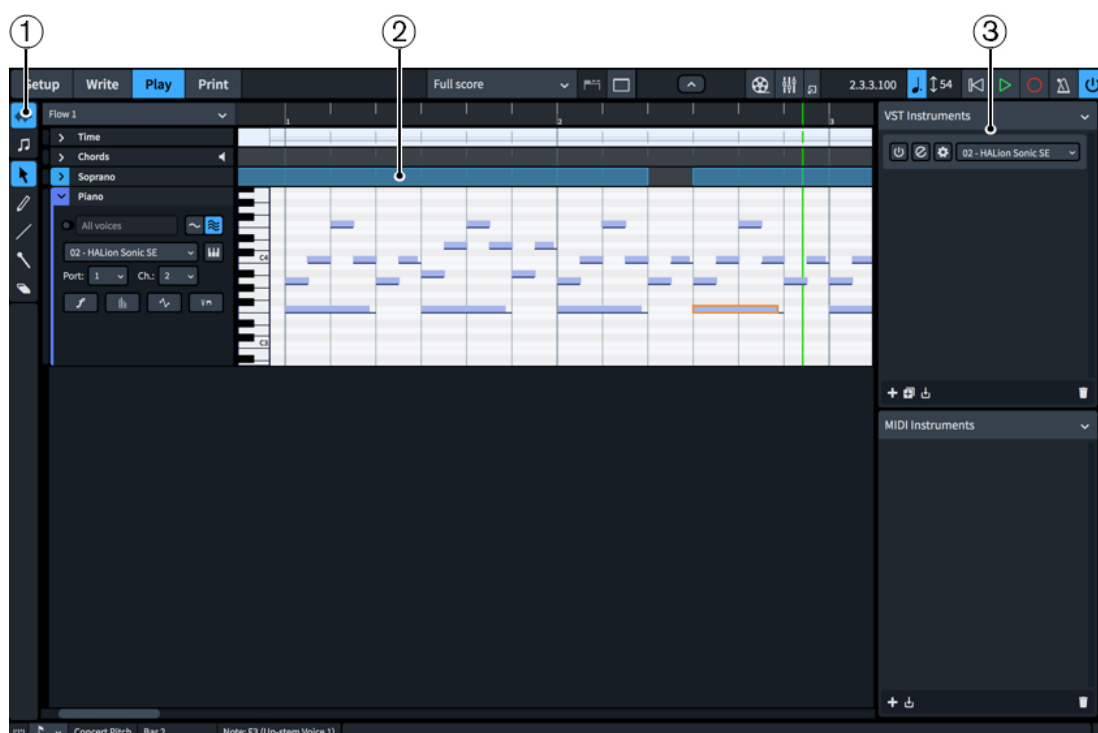 1 2 3
Setup Write Play Print Full score 2.3.3.100 54
Flow 1 1 2 3 VST Instruments
Time
Chords 02 - HALion Sonic SE
Soprano
Piano
All voices
02 - HALion Sonic SE C4
Port: 1 Ch.: 2
C3
MIDI Instruments
Concert Pitch Bar 2 Note: F3 (Up-stem Voice 1)